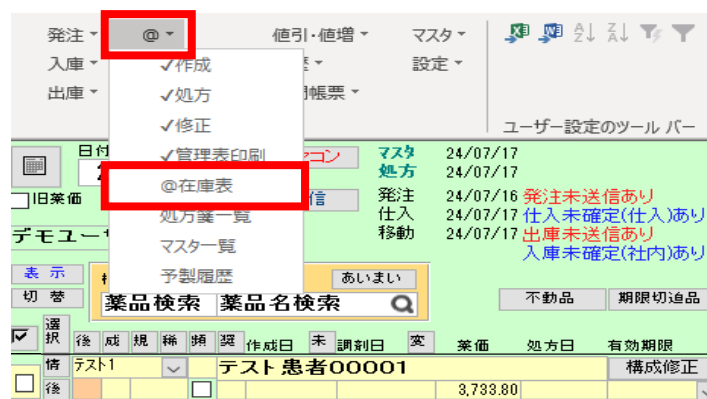 発注 @ 値引・値増 マスタ
入庫 ✓作成 設定
出庫 ✓処方 帳票
✓修正 ユーザー設定のツール バー
✓管理表印刷 マスタ 24/07/17
処方 24/07/17
@在庫表
旧薬価 発注 24/07/16 発注未送信あり
処方箋一覧 仕入 24/07/17 仕入未確定(仕入)あり
デモユー 移動 24/07/17 出庫未送信あり
マスタ一覧 入庫未確定(社内)あり
表示 予製履歴 あいまい
切替 薬品検索 薬品名検索 不動品 期限切迫品
選択 後 成 規 稀 頻 奨 作成日 未 調剤日 変 薬価 処方日 有効期限
情 テスト1 テスト患者00001 構成修正
後 3,733.80